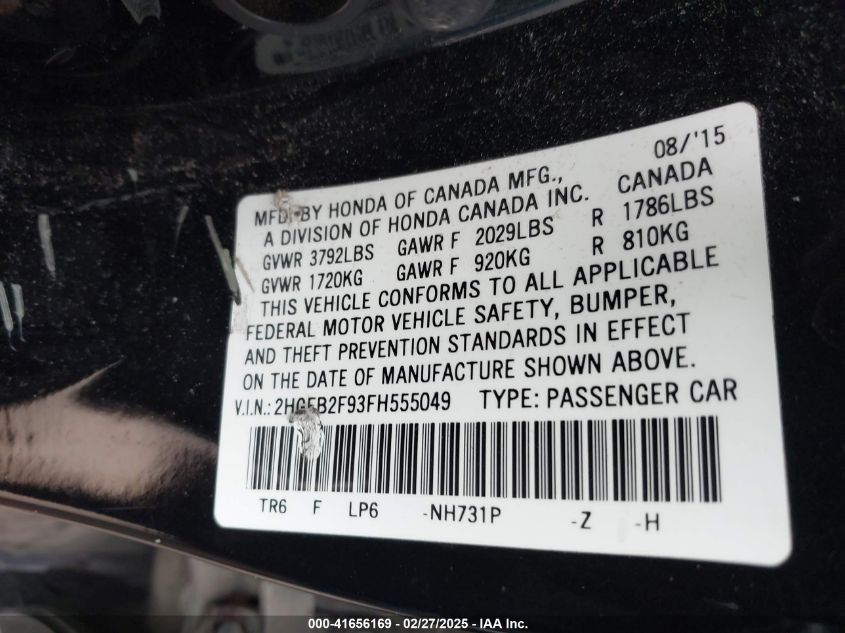 08/'15
MFD. BY HONDA OF CANADA MFG.,
A DIVISION OF HONDA CANADA INC. CANADA
GVWR 3792LBS GAWR F 2029LBS R 1786LBS
GVWR 1720KG GAWR F 920KG R 810KG
THIS VEHICLE CONFORMS TO ALL APPLICABLE
FEDERAL MOTOR VEHICLE SAFETY, BUMPER,
AND THEFT PREVENTION STANDARDS IN EFFECT
ON THE DATE OF MANUFACTURE SHOWN ABOVE.
V.I.N.: 2HGFB2F93FH555049 TYPE: PASSENGER CAR
TR6 F LP6 -NH731P -Z -H
000-41656169 | 02/27/2025 - IAA Inc.